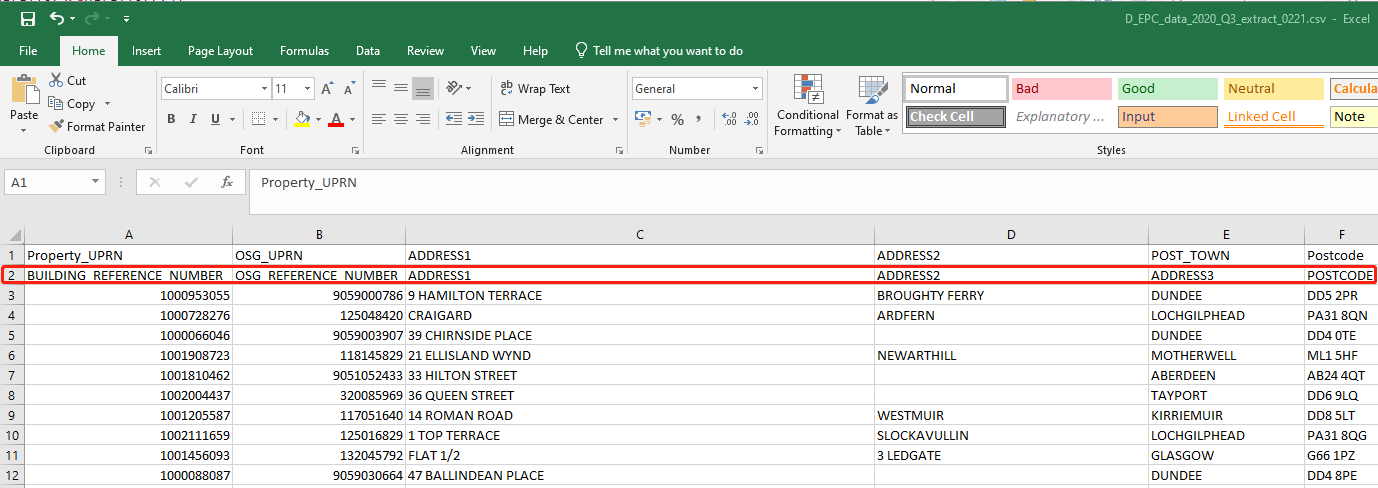 D_EPC_data_2020_Q3_extract_0221.csv - Excel
File Home Insert Page Layout Formulas Data Review View Help Tell me what you want to do
Paste
Cut
Copy
Format Painter
Clipboard
Calibri 11 A A
B I U A
Font
Wrap Text
Merge & Center
Alignment
General
% , .00
Number
Conditional Formatting
Format as Table
Normal Bad Good Neutral Calcula
Check Cell Explanatory ... Input Linked Cell Note
Styles
A1 fx Property_UPRN
A B C D E F
1 Property_UPRN OSG_UPRN ADDRESS1 ADDRESS2 POST_TOWN Postcode
2 BUILDING_REFERENCE_NUMBER OSG_REFERENCE_NUMBER ADDRESS1 ADDRESS2 ADDRESS3 POSTCODE
3 1000953055 9059000786 9 HAMILTON TERRACE BROUGHTY FERRY DUNDEE DD5 2PR
4 1000728276 125048420 CRAIGARD ARDFERN LOCHGILPHEAD PA31 8QN
5 1000066046 9059003907 39 CHIRNSIDE PLACE DUNDEE DD4 0TE
6 1001908723 118145829 21 ELLISLAND WYND NEWARTHILL MOTHERWELL ML1 5HF
7 1001810462 9051052433 33 HILTON STREET ABERDEEN AB24 4QT
8 1002004437 320085969 36 QUEEN STREET TAYPORT DD6 9LQ
9 1001205587 117051640 14 ROMAN ROAD WESTMUIR KIRRIEMUIR DD8 5LT
10 1002111659 125016829 1 TOP TERRACE SLOCKAVULLIN LOCHGILPHEAD PA31 8QG
11 1001456093 132045792 FLAT 1/2 3 LEDGATE GLASGOW G66 1PZ
12 1000088087 9059030664 47 BALLINDEAN PLACE DUNDEE DD4 8PE